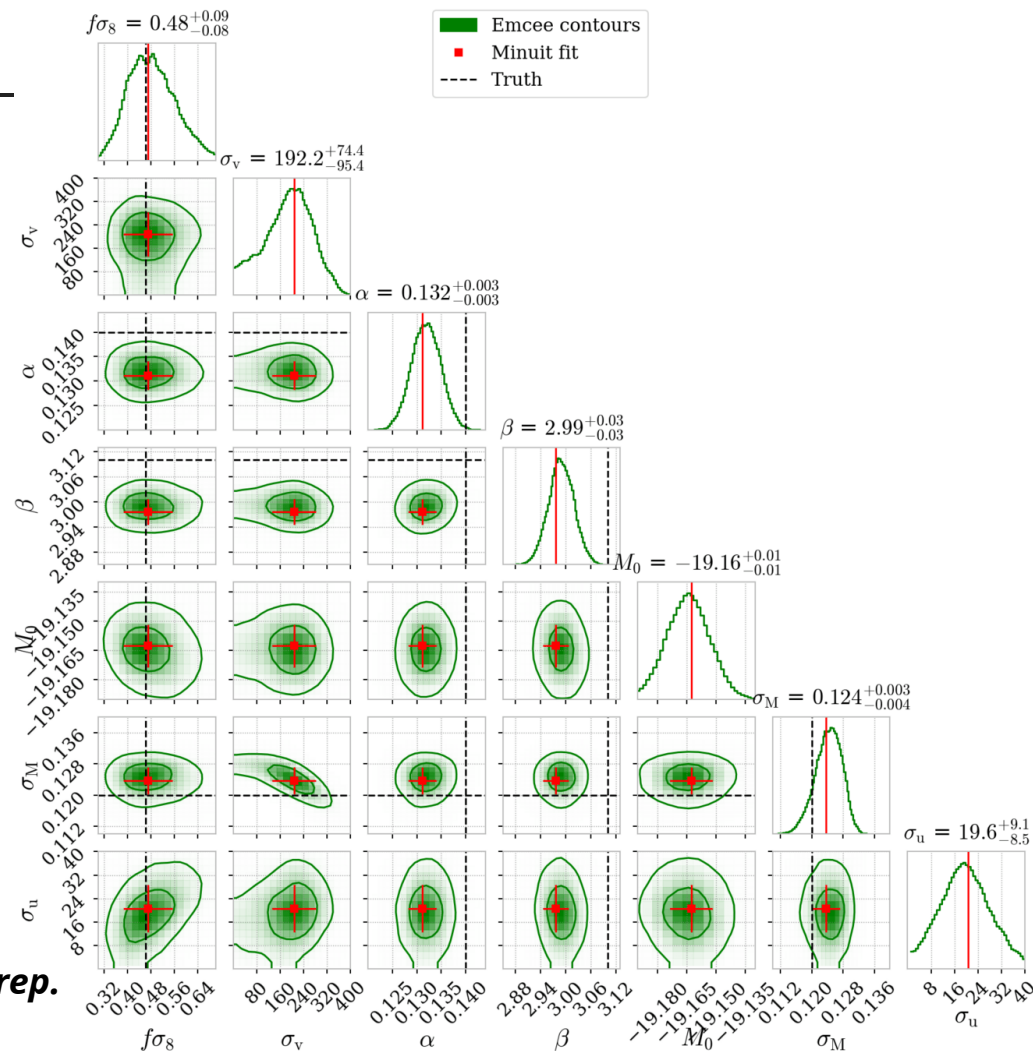 fσ₈ = 0.48 +0.09 −0.08
Emcee contours
Minuit fit
Truth
σᵥ = 192.2 +74.4 −95.4
400
320
240
160
80
σᵥ
α = 0.132 +0.003 −0.003
0.140
0.135
0.130
0.125
α
β = 2.99 +0.03 −0.03
3.12
3.06
3.00
2.94
2.88
β
M₀ = −19.16 +0.01 −0.01
−19.135
−19.150
−19.165
−19.180
M₀
σ_M = 0.124 +0.003 −0.004
0.136
0.128
0.120
0.112
σ_M
σᵤ = 19.6 +9.1 −8.5
40
32
24
16
8
σᵤ
rep.
0.32 0.40 0.48 0.56 0.64
80 160 240 320 400
0.125 0.130 0.135 0.140
2.88 2.94 3.00 3.06 3.12
−19.180 −19.165 −19.150 −19.135
0.112 0.120 0.128 0.136
8 16 24 32 40
fσ₈ σᵥ α β M₀ σ_M σᵤ